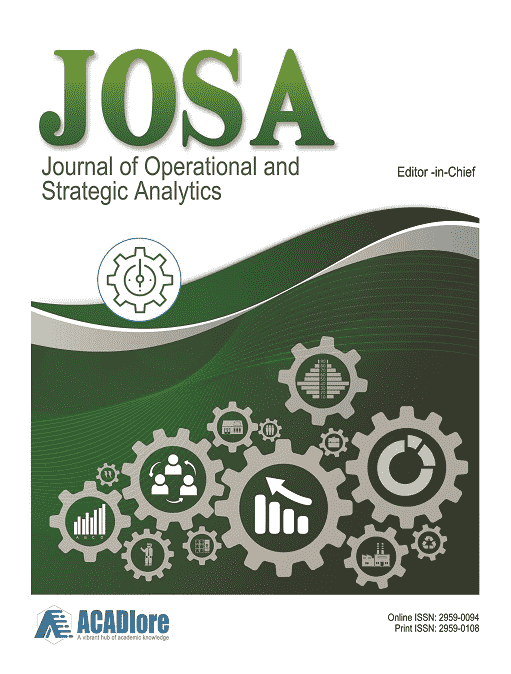 JOSA
Journal of Operational and
Strategic Analytics
Editor -in-Chief
A B C D
ACADlore
A vibrant hub of academic knowledge
Online ISSN: 2959-0094
Print ISSN: 2959-0108